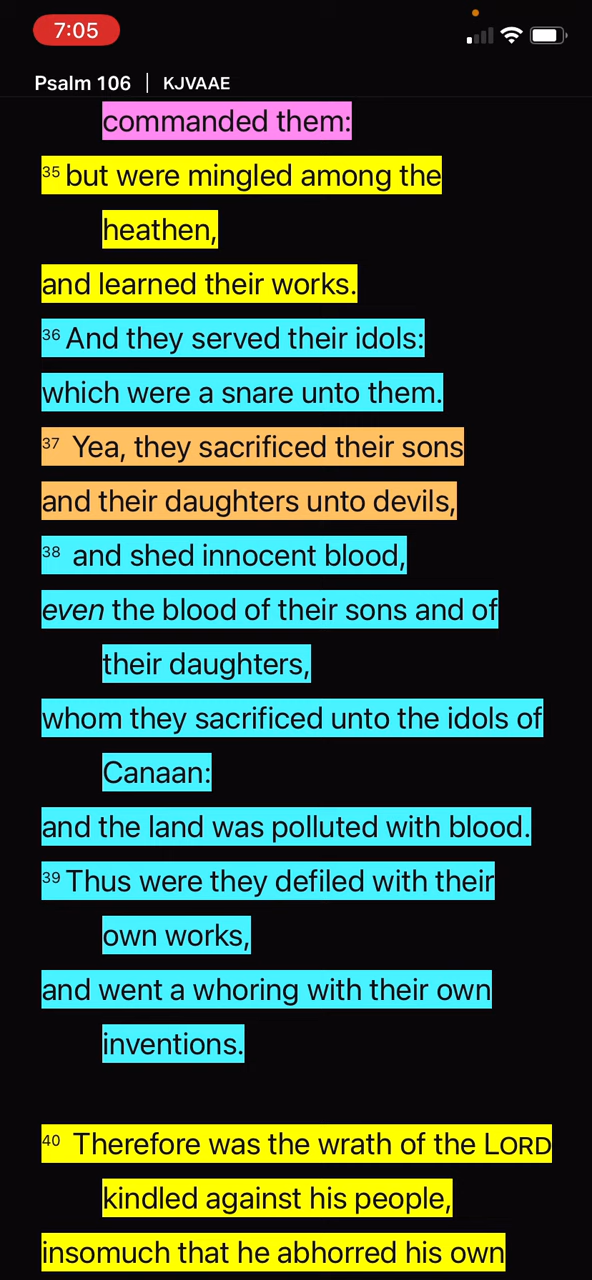 7:05
Psalm 106 | KJVAAE
commanded them:
35 but were mingled among the
heathen,
and learned their works.
36 And they served their idols:
which were a snare unto them.
37 Yea, they sacrificed their sons
and their daughters unto devils,
38 and shed innocent blood,
even the blood of their sons and of
their daughters,
whom they sacrificed unto the idols of
Canaan:
and the land was polluted with blood.
39 Thus were they defiled with their
own works,
and went a whoring with their own
inventions.
40 Therefore was the wrath of the LORD
kindled against his people,
insomuch that he abhorred his own